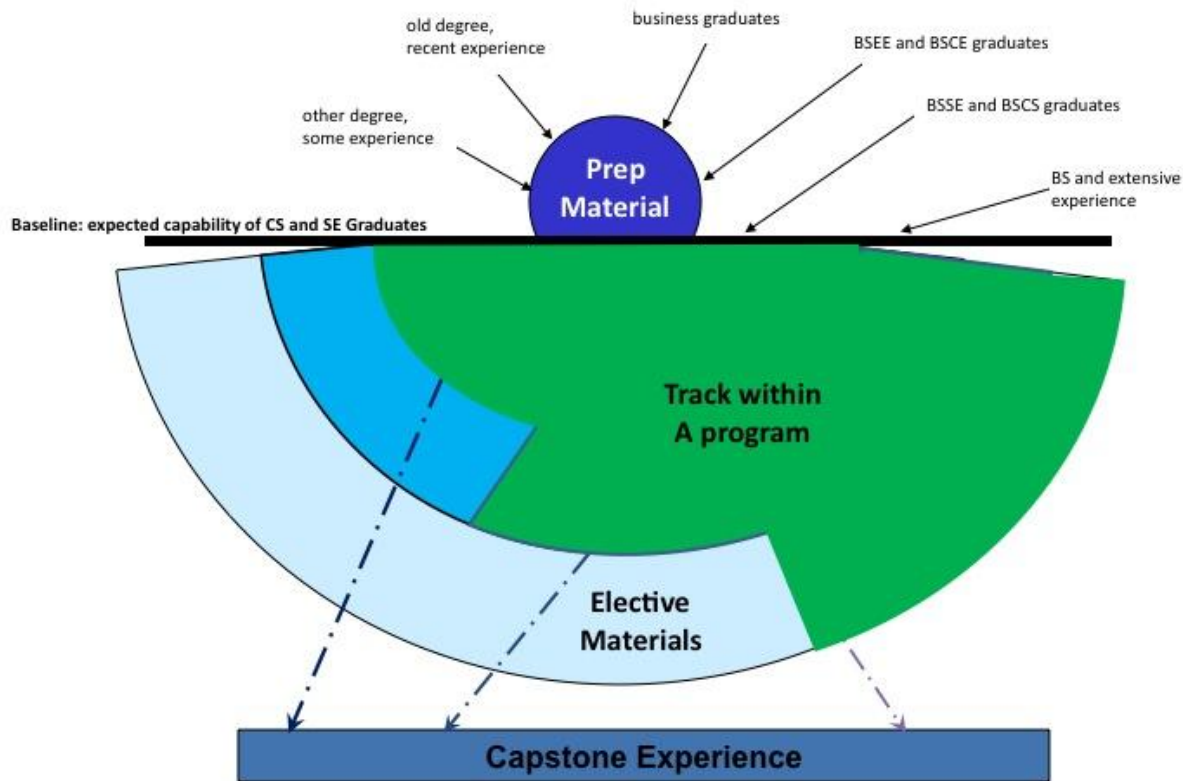 old degree,
recent experience
business graduates
BSEE and BSCE graduates
other degree,
some experience
BSSE and BSCS graduates
Prep
Material
BS and extensive
experience
Baseline: expected capability of CS and SE Graduates
Track within
A program
Elective
Materials
Capstone Experience